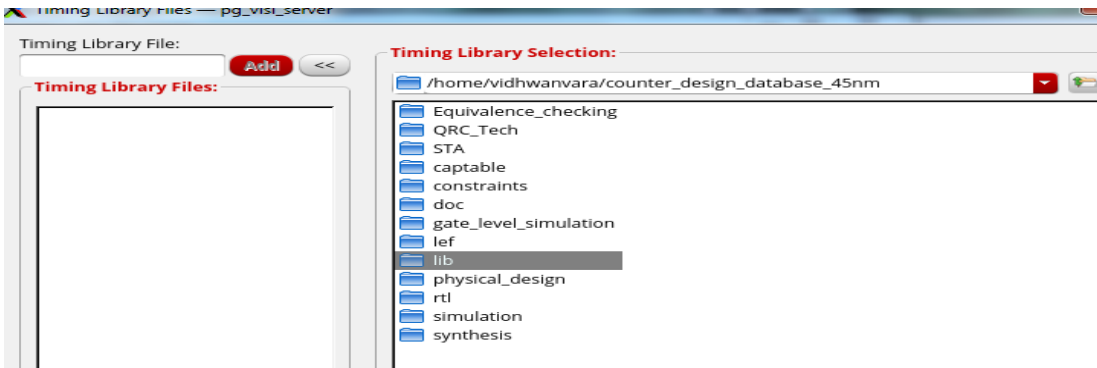 Timing Library Files — pg_vlsi_server
Timing Library File:
Add
<<
Timing Library Files:
Timing Library Selection:
/home/vidhwanvara/counter_design_database_45nm
Equivalence_checking
QRC_Tech
STA
captable
constraints
doc
gate_level_simulation
lef
lib
physical_design
rtl
simulation
synthesis